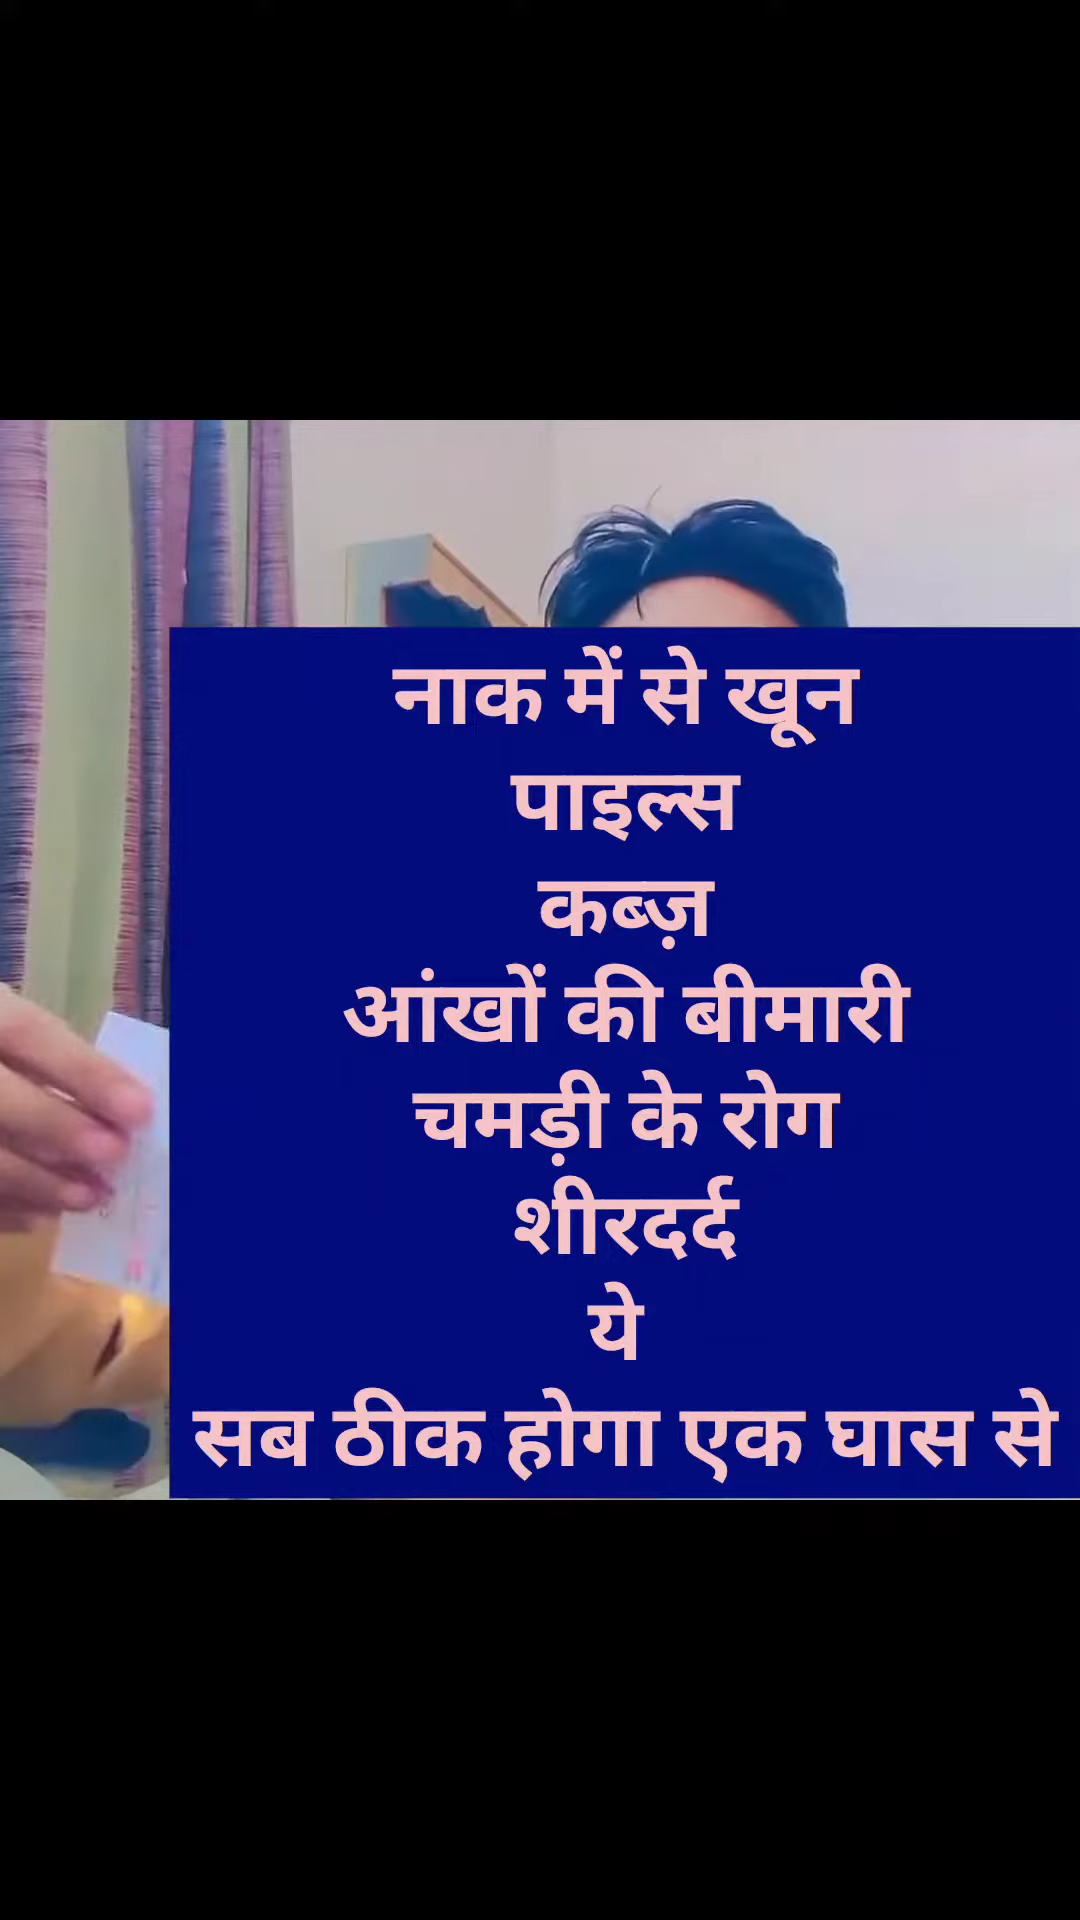 नाक में से खून
पाइल्स
कब्ज़
आंखों की बीमारी
चमड़ी के रोग
शीरदर्द
ये
सब ठीक होगा एक घास से